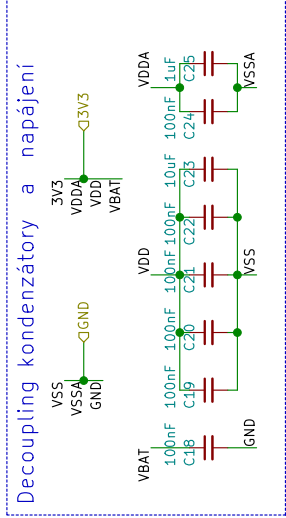 Decoupling kondenzátory a napájení
VSS
VSSA
GND
GND
3V3
VDDA
VDD
VBAT
3V3
VBAT VDD VDDA
100nF 100nF 100nF 100nF 100nF 10uF 100nF 1uF
C18 C19 C20 C21 C22 C23 C24 C25
GND VSS VSSA